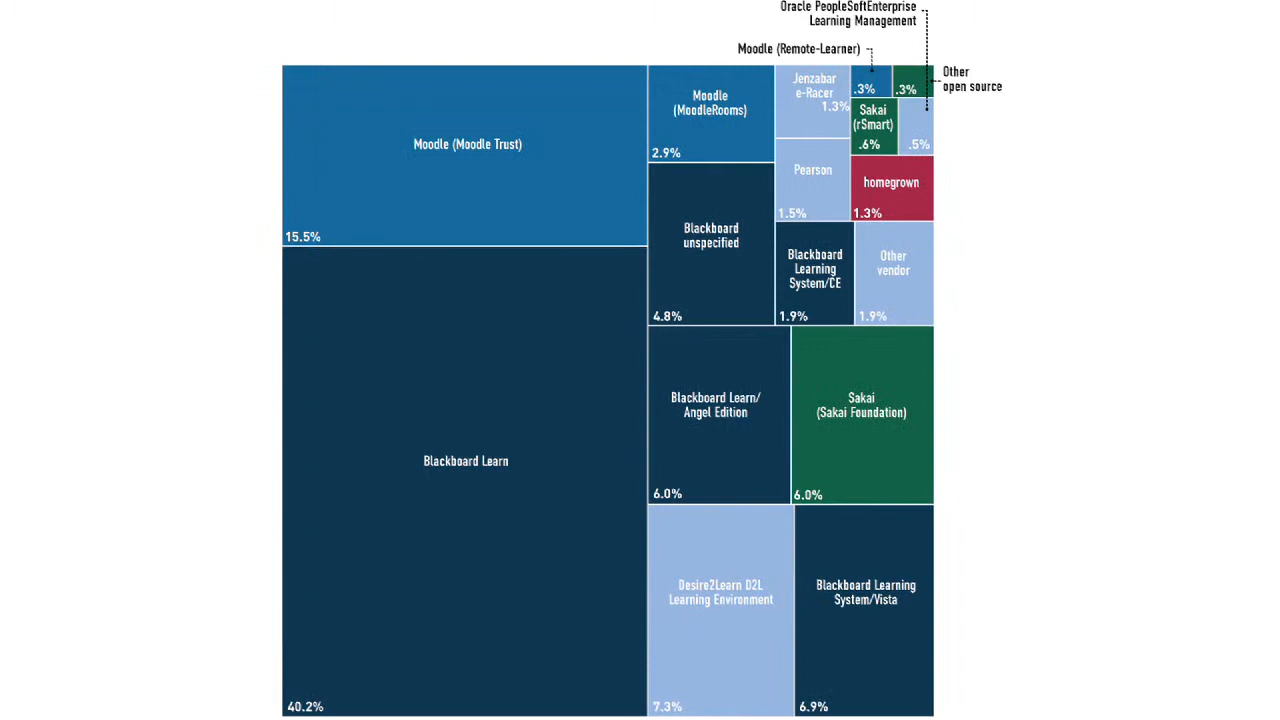 Oracle PeopleSoftEnterprise
Learning Management
Moodle (Remote-Learner)
Other
open source
Moodle (Moodle Trust)
15.5%
Moodle
(MoodleRooms)
2.9%
Jenzabar
e-Racer
1.3%
.3%
.3%
Sakai
(rSmart)
.6%
.5%
Pearson
1.5%
homegrown
1.3%
Blackboard
unspecified
4.8%
Blackboard
Learning
System/CE
1.9%
Other
vendor
1.9%
Blackboard Learn
40.2%
Blackboard Learn/
Angel Edition
6.0%
Sakai
(Sakai Foundation)
6.0%
Desire2Learn D2L
Learning Environment
7.3%
Blackboard Learning
System/Vista
6.9%